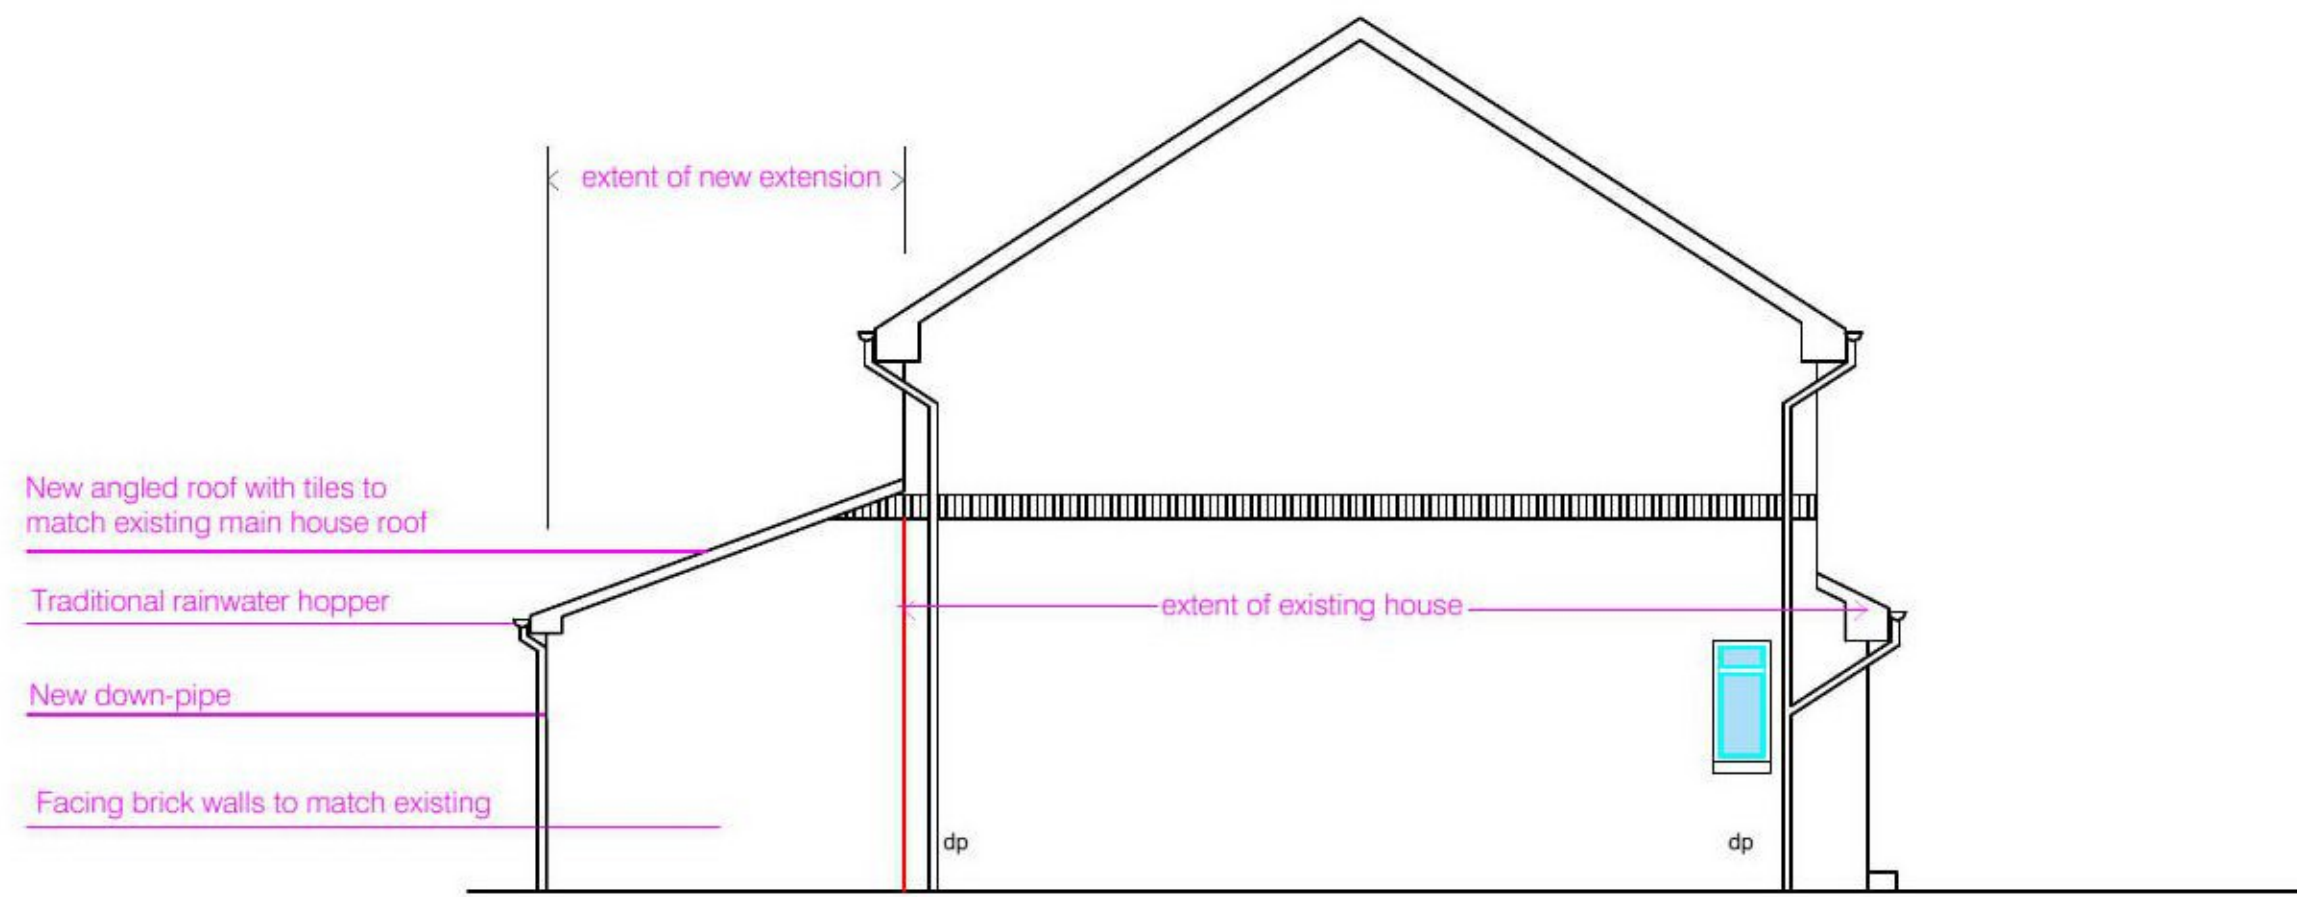 extent of new extension
New angled roof with tiles to
match existing main house roof
Traditional rainwater hopper
extent of existing house
New down-pipe
Facing brick walls to match existing
dp
dp